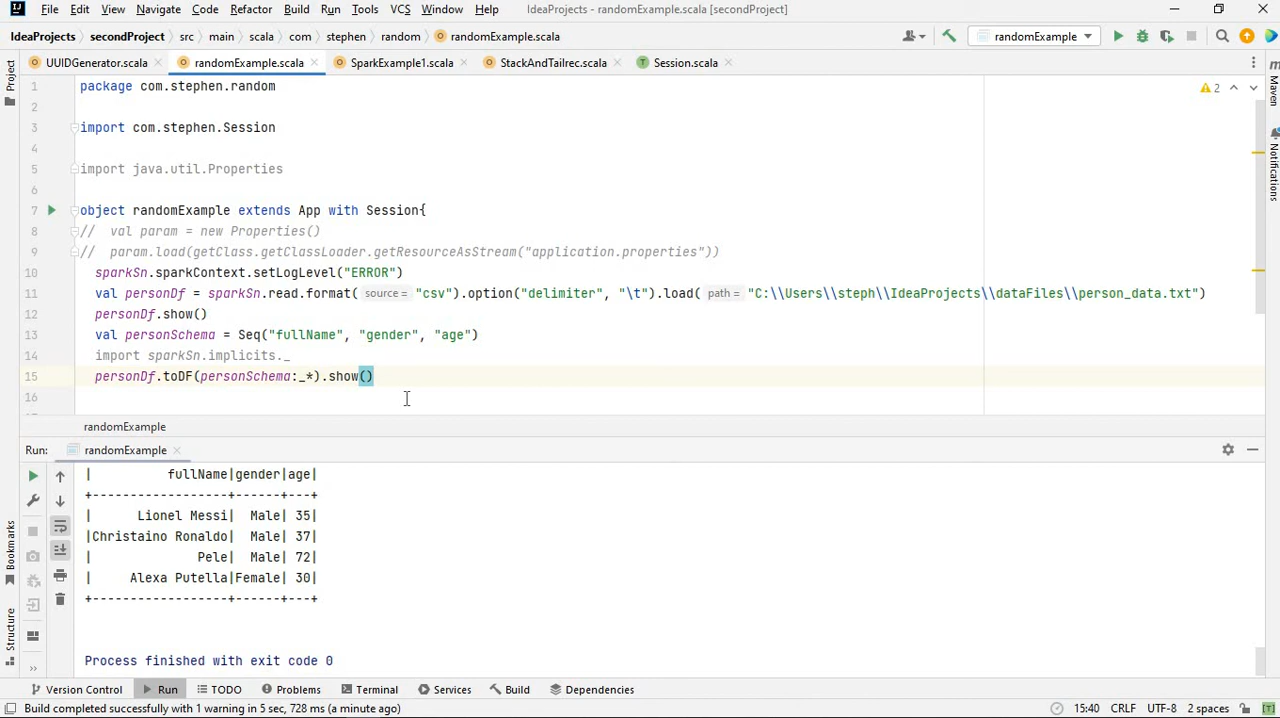 File Edit View Navigate Code Refactor Build Run Tools VCS Window Help IdeaProjects - randomExample.scala [secondProject]
IdeaProjects secondProject src main scala com stephen random randomExample.scala randomExample
UUIDGenerator.scala randomExample.scala SparkExample1.scala StackAndTailrec.scala Session.scala
Project
Maven
Notifications
2
1 package com.stephen.random
2
3 import com.stephen.Session
4
5 import java.util.Properties
6
7 object randomExample extends App with Session{
8 // val param = new Properties()
9 // param.load(getClass.getClassLoader.getResourceAsStream("application.properties"))
10 sparkSn.sparkContext.setLogLevel("ERROR")
11 val personDf = sparkSn.read.format( source = "csv").option("delimiter", "\t").load( path = "C:\\Users\\steph\\IdeaProjects\\dataFiles\\person_data.txt")
12 personDf.show()
13 val personSchema = Seq("fullName", "gender", "age")
14 import sparkSn.implicits._
15 personDf.toDF(personSchema:_*).show()
16
randomExample
Run: randomExample
| fullName|gender|age|
+------------------+------+---+
| Lionel Messi| Male| 35|
|Christaino Ronaldo| Male| 37|
| Pele| Male| 72|
| Alexa Putella|Female| 30|
+------------------+------+---+
Process finished with exit code 0
Bookmarks
Structure
Version Control Run TODO Problems Terminal Services Build Dependencies
Build completed successfully with 1 warning in 5 sec, 728 ms (a minute ago) 15:40 CRLF UTF-8 2 spaces